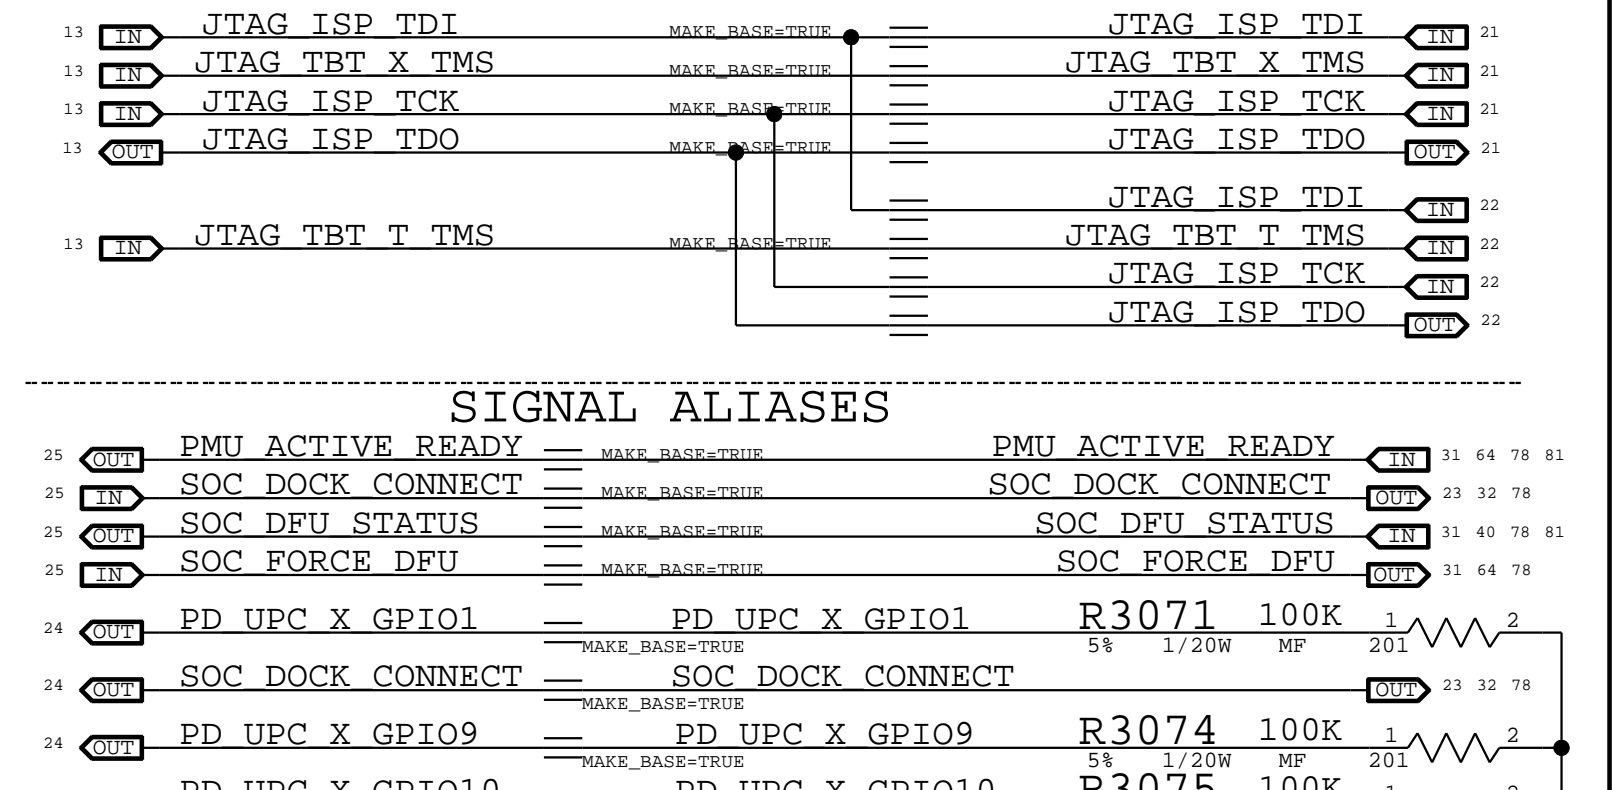 13 IN JTAG_ISP_TDI MAKE_BASE=TRUE JTAG_ISP_TDI IN 21
13 IN JTAG_TBT_X_TMS MAKE_BASE=TRUE JTAG_TBT_X_TMS IN 21
13 IN JTAG_ISP_TCK MAKE_BASE=TRUE JTAG_ISP_TCK IN 21
13 OUT JTAG_ISP_TDO MAKE_BASE=TRUE JTAG_ISP_TDO OUT 21
JTAG_ISP_TDI IN 22
13 IN JTAG_TBT_T_TMS MAKE_BASE=TRUE JTAG_TBT_T_TMS IN 22
JTAG_ISP_TCK IN 22
JTAG_ISP_TDO OUT 22
SIGNAL ALIASES
25 OUT PMU_ACTIVE_READY MAKE_BASE=TRUE PMU_ACTIVE_READY IN 31 64 78 81
25 IN SOC_DOCK_CONNECT MAKE_BASE=TRUE SOC_DOCK_CONNECT OUT 23 32 78
25 OUT SOC_DFU_STATUS MAKE_BASE=TRUE SOC_DFU_STATUS IN 31 40 78 81
25 IN SOC_FORCE_DFU MAKE_BASE=TRUE SOC_FORCE_DFU OUT 31 64 78
24 OUT PD_UPC_X_GPIO1 PD_UPC_X_GPIO1 R3071 100K 1 2
MAKE_BASE=TRUE 5% 1/20W MF 201
24 OUT SOC_DOCK_CONNECT SOC_DOCK_CONNECT OUT 23 32 78
MAKE_BASE=TRUE
24 OUT PD_UPC_X_GPIO9 PD_UPC_X_GPIO9 R3074 100K 1 2
MAKE_BASE=TRUE 5% 1/20W MF 201
PD_UPC_X_GPIO10 PD_UPC_X_GPIO10 R3075 100K 1 2